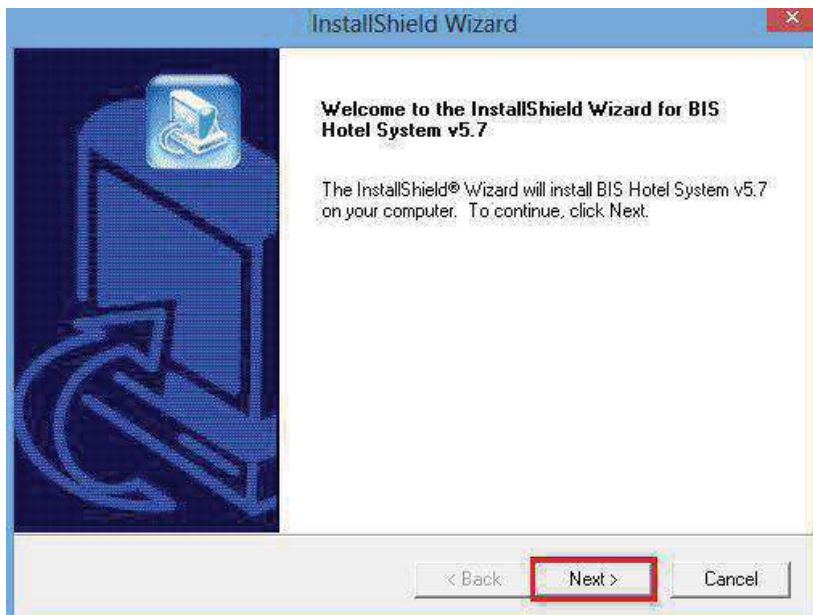 InstallShield Wizard
Welcome to the InstallShield Wizard for BIS
Hotel System v5.7
The InstallShield® Wizard will install BIS Hotel System v5.7
on your computer. To continue, click Next.
< Back
Next >
Cancel